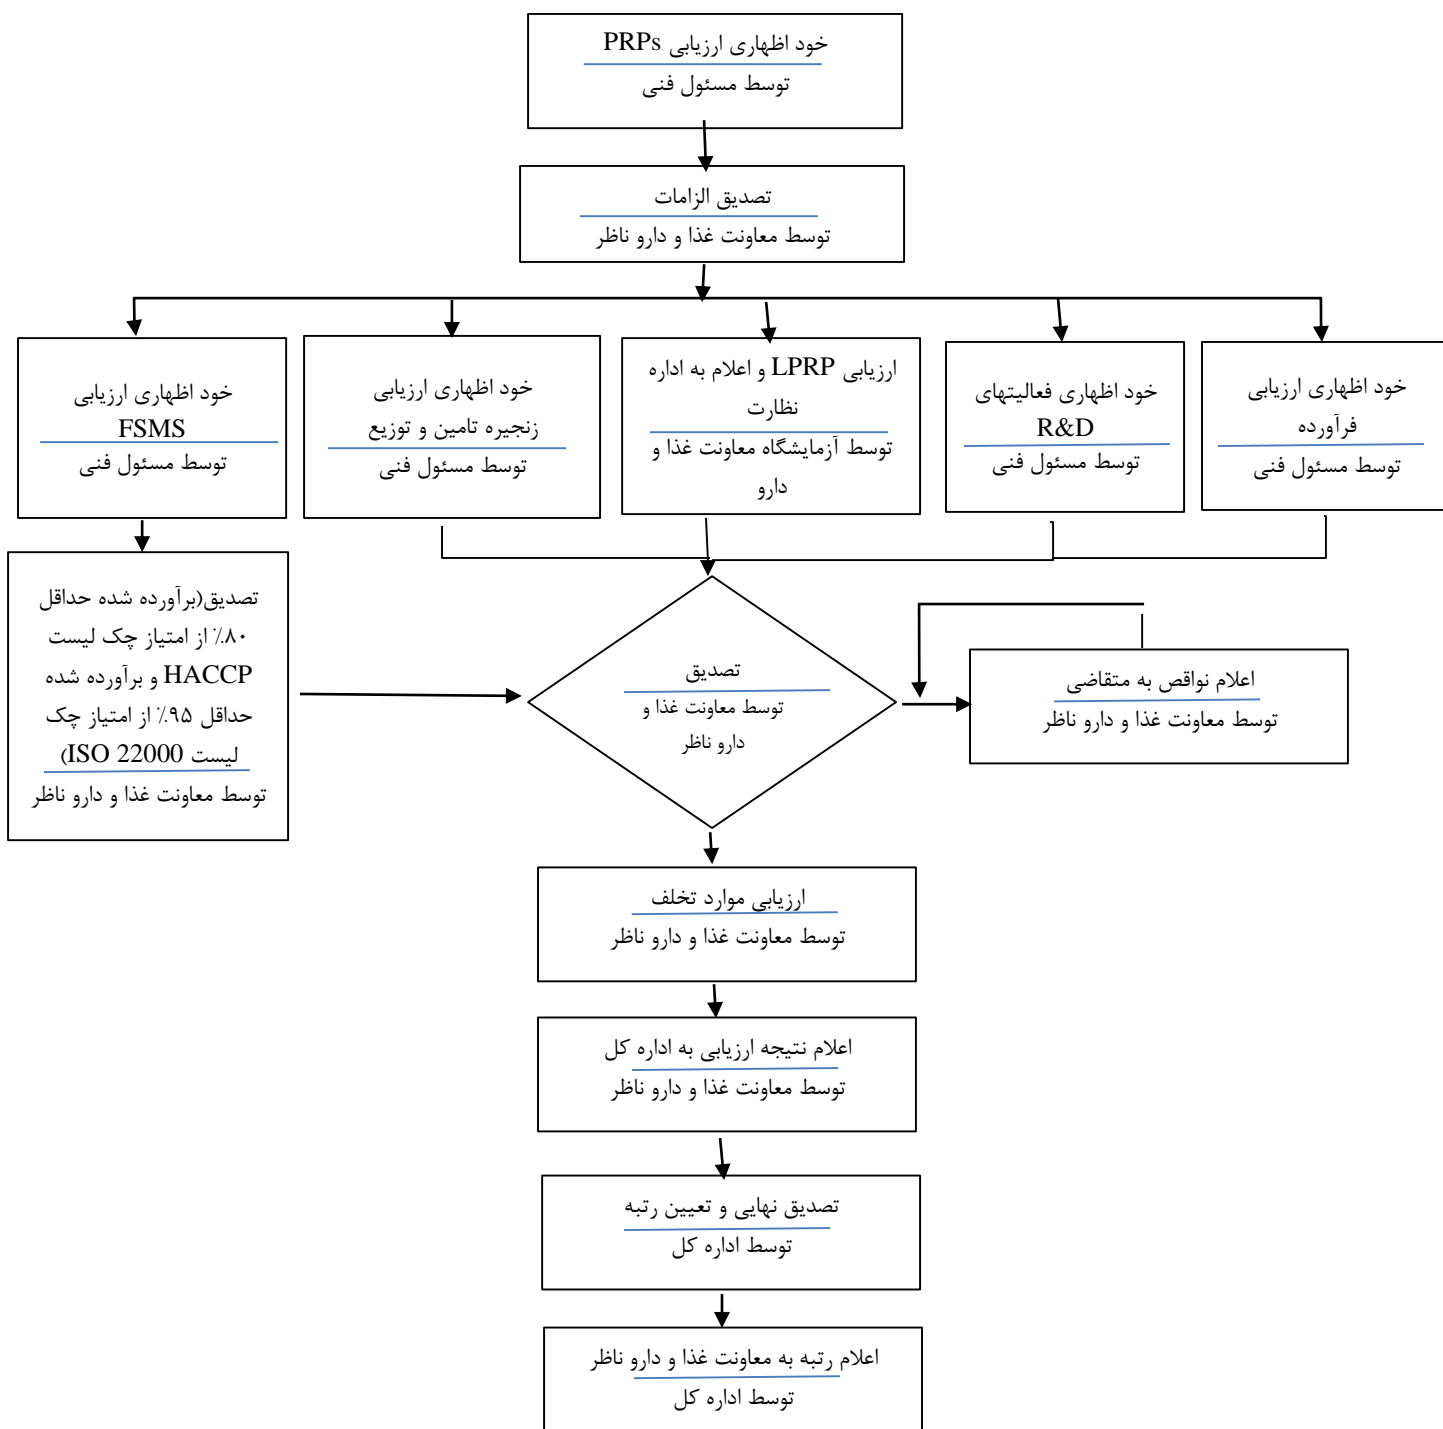 خود اظهاری ارزیابی PRPs
توسط مسئول فنی
تصدیق الزامات
توسط معاونت غذا و دارو ناظر
خود اظهاری ارزیابی
فرآورده
توسط مسئول فنی
خود اظهاری فعالیتهای
R&D
توسط مسئول فنی
ارزیابی LPRP و اعلام به اداره
نظارت
توسط آزمایشگاه معاونت غذا و
دارو
خود اظهاری ارزیابی
زنجیره تامین و توزیع
توسط مسئول فنی
خود اظهاری ارزیابی
FSMS
توسط مسئول فنی
تصدیق(برآورده شده حداقل
۸۰٪ از امتیاز چک لیست
HACCP و برآورده شده
حداقل ۹۵٪ از امتیاز چک
لیست ISO 22000)
توسط معاونت غذا و دارو ناظر
تصدیق
توسط معاونت غذا و
دارو ناظر
اعلام نواقص به متقاضی
توسط معاونت غذا و دارو ناظر
ارزیابی موارد تخلف
توسط معاونت غذا و دارو ناظر
اعلام نتیجه ارزیابی به اداره کل
توسط معاونت غذا و دارو ناظر
تصدیق نهایی و تعیین رتبه
توسط اداره کل
اعلام رتبه به معاونت غذا و دارو ناظر
توسط اداره کل